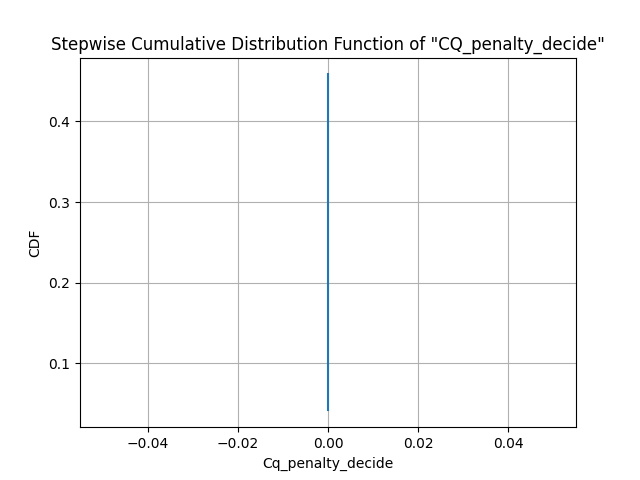 Stepwise Cumulative Distribution Function of "CQ_penalty_decide"
0.4
0.3
0.2
0.1
CDF
−0.04 −0.02 0.00 0.02 0.04
Cq_penalty_decide